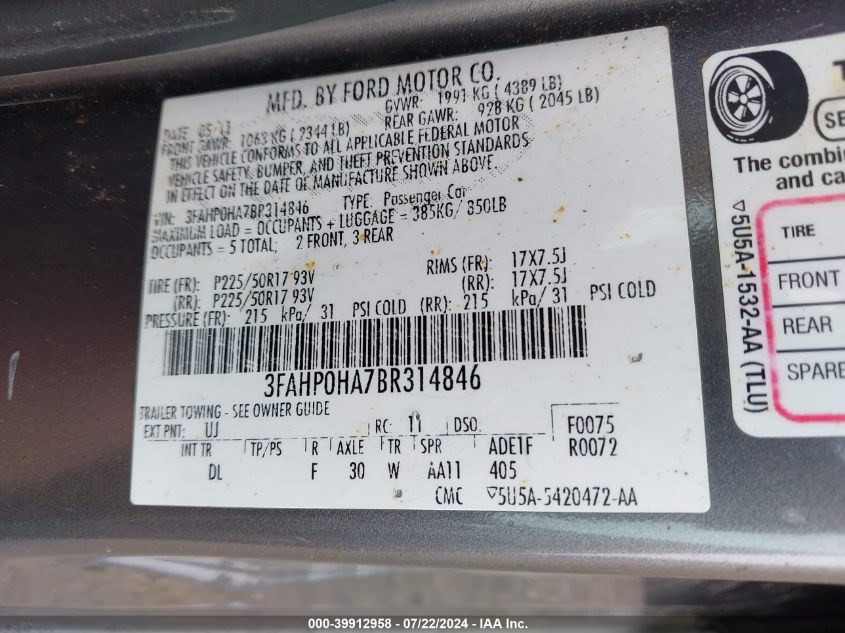 MFD. BY FORD MOTOR CO.
DATE 05/11 GVWR: 1991 KG ( 4389 LB)
FRONT GAWR: 1063 KG ( 2344 LB) REAR GAWR: 928 KG ( 2045 LB)
THIS VEHICLE CONFORMS TO ALL APPLICABLE FEDERAL MOTOR
VEHICLE SAFETY, BUMPER, AND THEFT PREVENTION STANDARDS
IN EFFECT ON THE DATE OF MANUFACTURE SHOWN ABOVE
VIN: 3FAHP0HA7BR314846 TYPE: Passenger Car
MAXIMUM LOAD = OCCUPANTS + LUGGAGE = 385KG/ 850LB
OCCUPANTS = 5 TOTAL; 2 FRONT, 3 REAR
TIRE (FR): P225/50R17 93V RIMS (FR): 17X7.5J
(RR): P225/50R17 93V (RR): 17X7.5J
PRESSURE (FR): 215 kPa/ 31 PSI COLD (RR): 215 kPa/ 31 PSI COLD
3FAHP0HA7BR314846
TRAILER TOWING - SEE OWNER GUIDE
EXT PNT: UJ RC: 11 DSO: F0075
INT TR TP/PS R AXLE TR SPR ADE1F R0072
DL F 30 W AA11 405
CMC ▽5U5A-5420472-AA
T
SE
The combin
and ca
TIRE
FRONT
REAR
SPARE
▽5U5A-1532-AA (TLU)
000-39912958 - 07/22/2024 - IAA Inc.